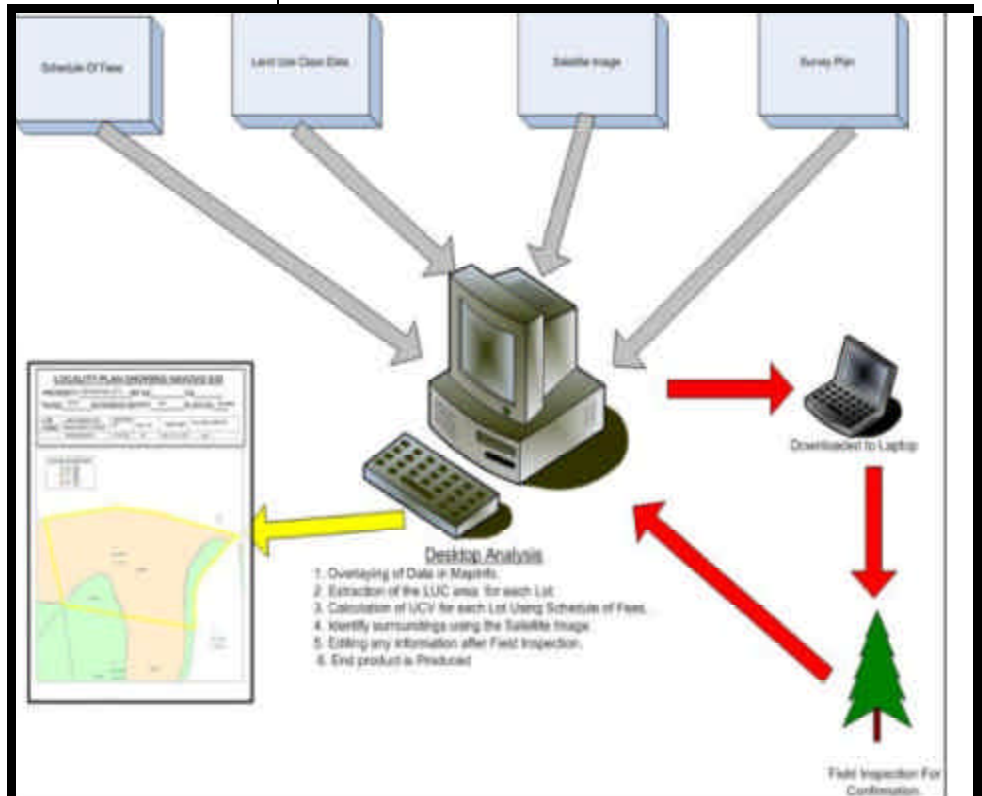 Schedule Of Fees
Land Use Class Data
Satellite Image
Survey Plan
LOCALITY PLAN SHOWING
PROPERTY
Downloaded to Laptop
Desktop Analysis
1. Overlaying of Data in MapInfo.
2. Extraction of the LUC area for each Lot
3. Calculation of UCV for each Lot Using Schedule of Fees.
4. Identify surroundings using the Satellite Image
5. Editing any information after Field Inspection.
6. End product is Produced
Field Inspection For
Confirmation